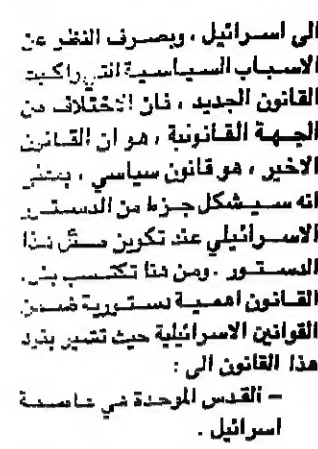 الى اسرائيل ، وبصرف النظر عن
الاسباب السياسية التي راكبت
القانون الجديد ، فان الاختلاف من
الجهة القانونية ، هو ان القانون
الاخير ، هو قانون سياسي ، بمعنى
انه سيشكل جزءا من الدستور
الاسرائيلي عند تكوين مثل هذا
الدستور . ومن هنا تكتسب بنود
القانون اهمية دستورية ضمن
القوانين الاسرائيلية حيث تشير بنود
هذا القانون الى :
– القدس الموحدة هي عاصمة
اسرائيل .